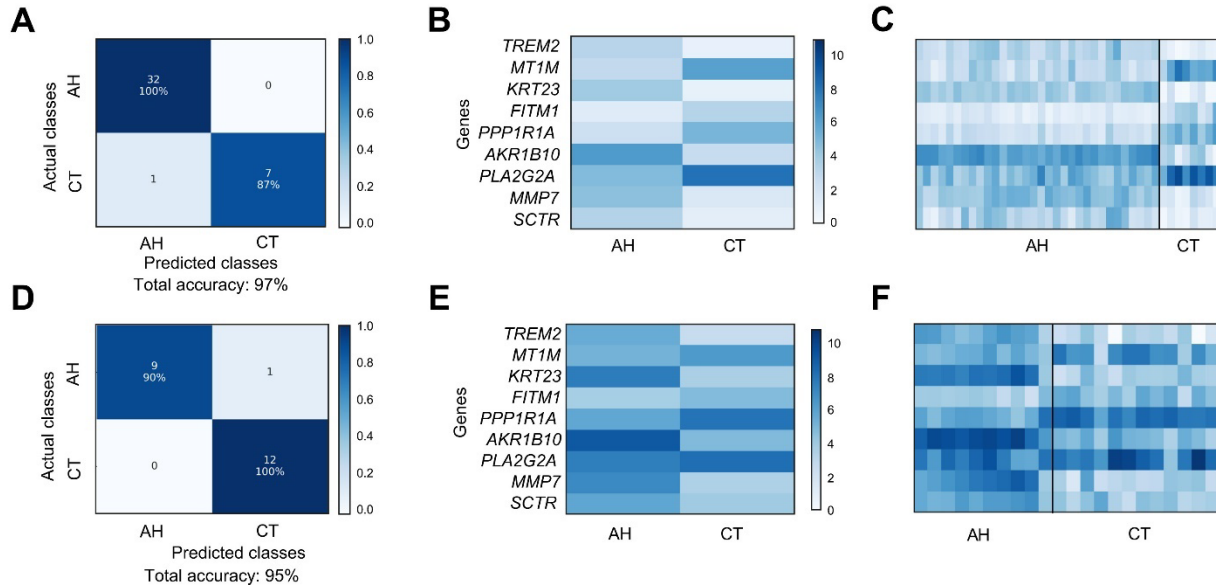 A
Actual classes
AH
CT
32
100%
0
1
7
87%
1.0
0.8
0.6
0.4
0.2
0.0
AH
CT
Predicted classes
Total accuracy: 97%
B
Genes
TREM2
MT1M
KRT23
FITM1
PPP1R1A
AKR1B10
PLA2G2A
MMP7
SCTR
AH
CT
10
8
6
4
2
0
C
AH
CT
D
Actual classes
AH
CT
9
90%
1
0
12
100%
1.0
0.8
0.6
0.4
0.2
0.0
AH
CT
Predicted classes
Total accuracy: 95%
E
Genes
TREM2
MT1M
KRT23
FITM1
PPP1R1A
AKR1B10
PLA2G2A
MMP7
SCTR
AH
CT
10
8
6
4
2
0
F
AH
CT